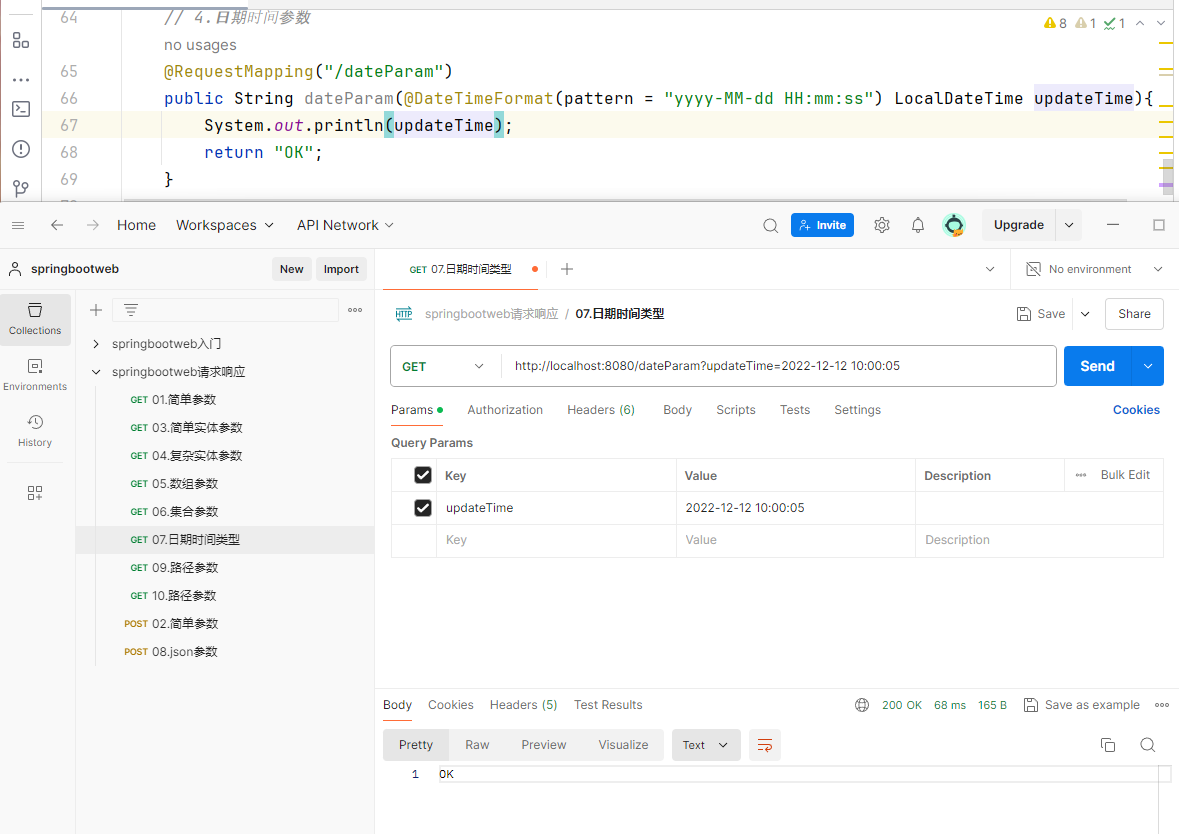 64 // 4.日期时间参数
8 1 1
no usages
65 @RequestMapping("/dateParam")
66 public String dateParam(@DateTimeFormat(pattern = "yyyy-MM-dd HH:mm:ss") LocalDateTime updateTime){
67 System.out.println(updateTime);
68 return "OK";
69 }
Home Workspaces API Network Invite Upgrade
springbootweb New Import GET 07.日期时间类型 No environment
Collections
Environments
History
springbootweb入门
springbootweb请求响应
GET 01.简单参数
GET 03.简单实体参数
GET 04.复杂实体参数
GET 05.数组参数
GET 06.集合参数
GET 07.日期时间类型
GET 09.路径参数
GET 10.路径参数
POST 02.简单参数
POST 08.json参数
HTTP springbootweb请求响应 / 07.日期时间类型 Save Share
GET http://localhost:8080/dateParam?updateTime=2022-12-12 10:00:05 Send
Params Authorization Headers (6) Body Scripts Tests Settings Cookies
Query Params
Key Value Description Bulk Edit
updateTime 2022-12-12 10:00:05
Key Value Description
Body Cookies Headers (5) Test Results 200 OK 68 ms 165 B Save as example
Pretty Raw Preview Visualize Text
1 OK